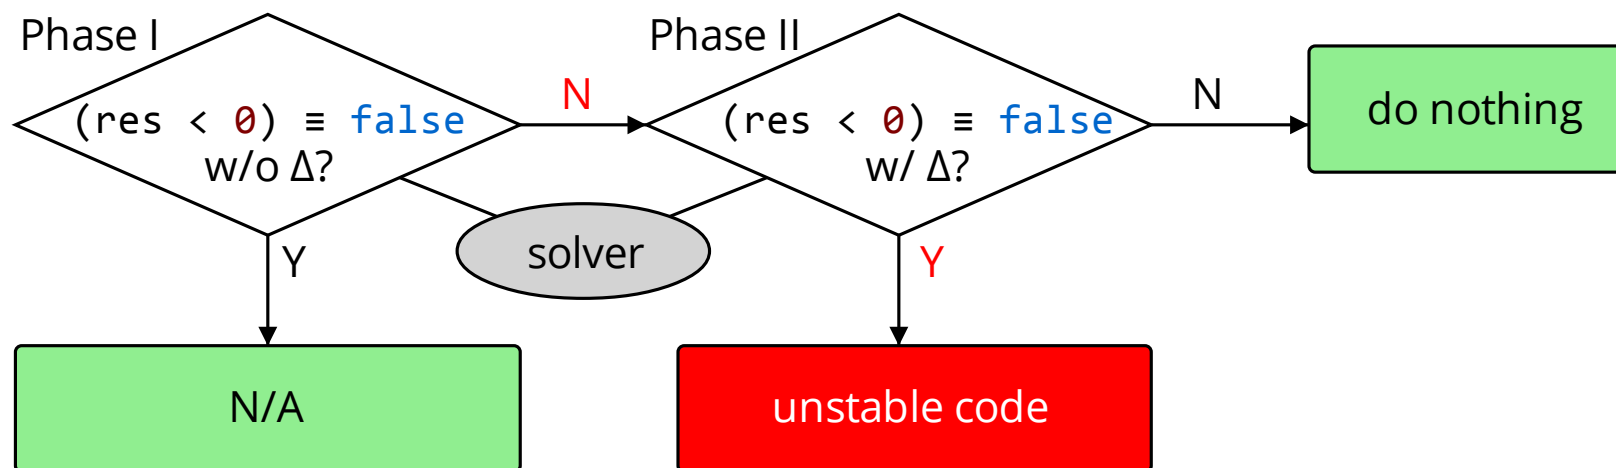 Phase I
(res < 0) ≡ false
w/o Δ?
N
Phase II
(res < 0) ≡ false
w/ Δ?
N
do nothing
solver
Y
Y
N/A
unstable code